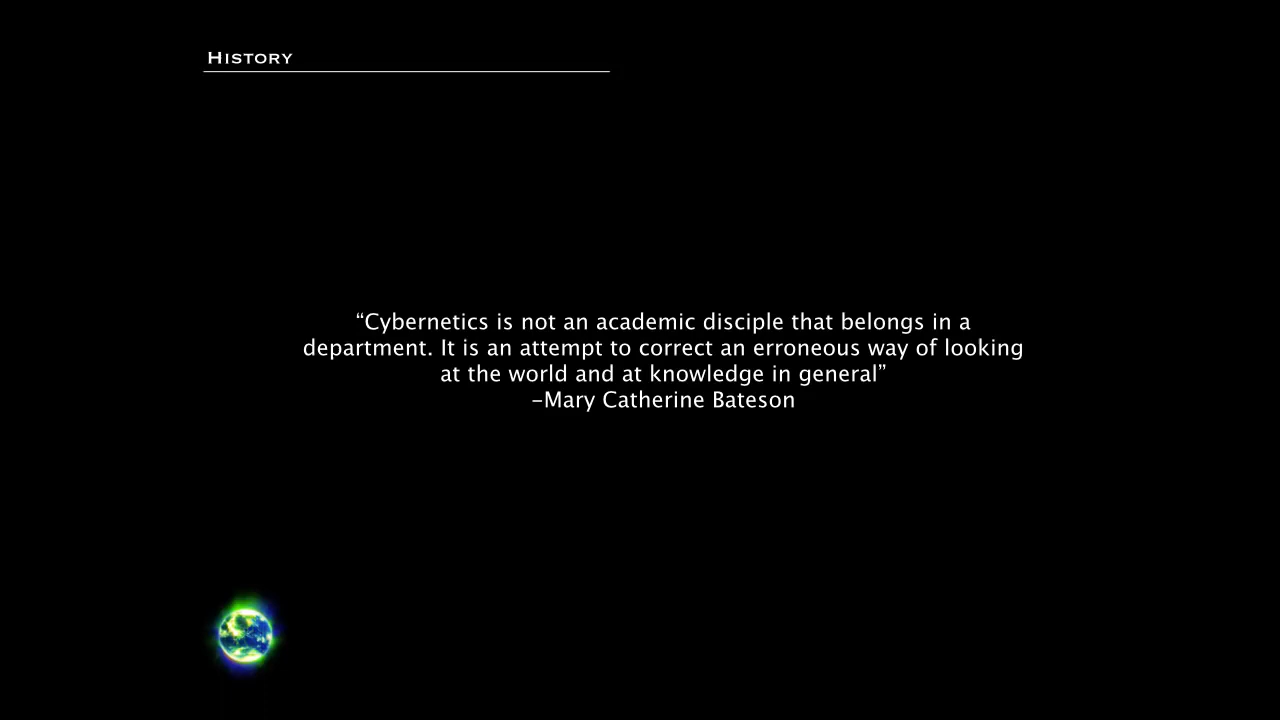 History
“Cybernetics is not an academic disciple that belongs in a
department. It is an attempt to correct an erroneous way of looking
at the world and at knowledge in general”
–Mary Catherine Bateson